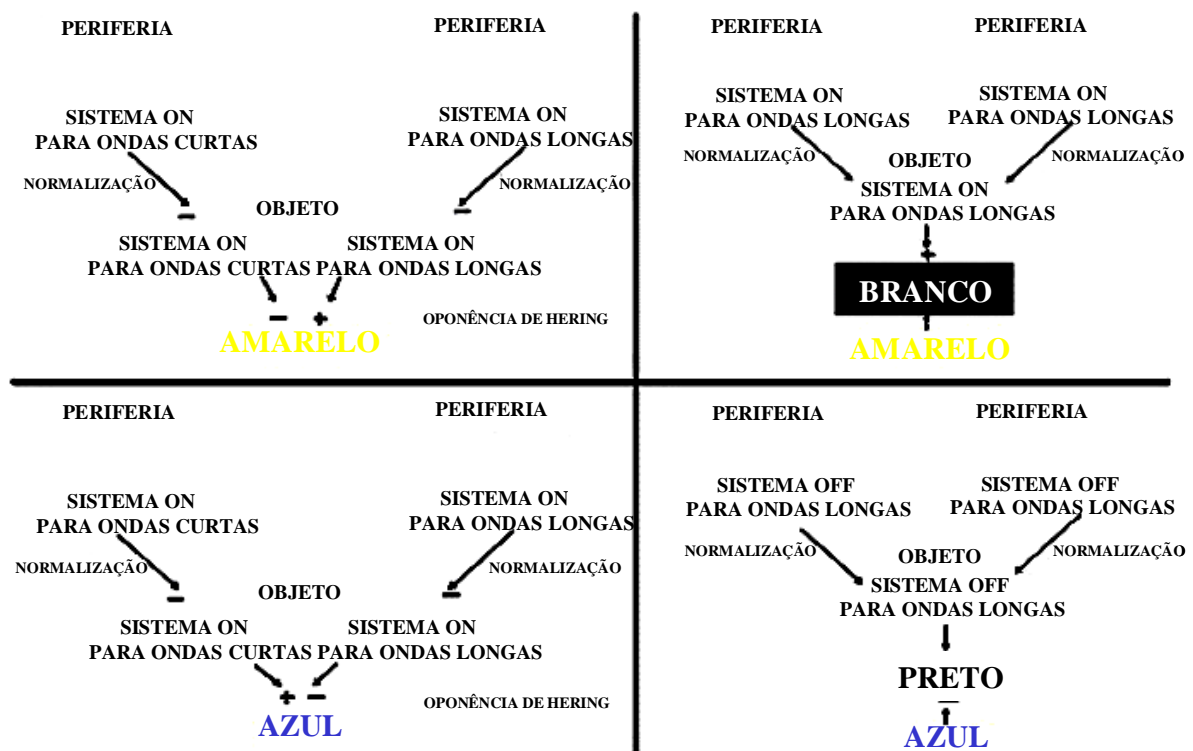 PERIFERIA
PERIFERIA
SISTEMA ON
PARA ONDAS CURTAS
SISTEMA ON
PARA ONDAS LONGAS
NORMALIZAÇÃO
NORMALIZAÇÃO
−
OBJETO
−
SISTEMA ON
PARA ONDAS CURTAS
SISTEMA ON
PARA ONDAS LONGAS
− +
OPONÊNCIA DE HERING
AMARELO
PERIFERIA
PERIFERIA
SISTEMA ON
PARA ONDAS LONGAS
SISTEMA ON
PARA ONDAS LONGAS
NORMALIZAÇÃO
NORMALIZAÇÃO
OBJETO
SISTEMA ON
PARA ONDAS LONGAS
+
BRANCO
+
AMARELO
PERIFERIA
PERIFERIA
SISTEMA ON
PARA ONDAS CURTAS
SISTEMA ON
PARA ONDAS LONGAS
NORMALIZAÇÃO
NORMALIZAÇÃO
−
OBJETO
−
SISTEMA ON
PARA ONDAS CURTAS
SISTEMA ON
PARA ONDAS LONGAS
+ −
OPONÊNCIA DE HERING
AZUL
PERIFERIA
PERIFERIA
SISTEMA OFF
PARA ONDAS LONGAS
SISTEMA OFF
PARA ONDAS LONGAS
NORMALIZAÇÃO
NORMALIZAÇÃO
OBJETO
SISTEMA OFF
PARA ONDAS LONGAS
PRETO
−
AZUL